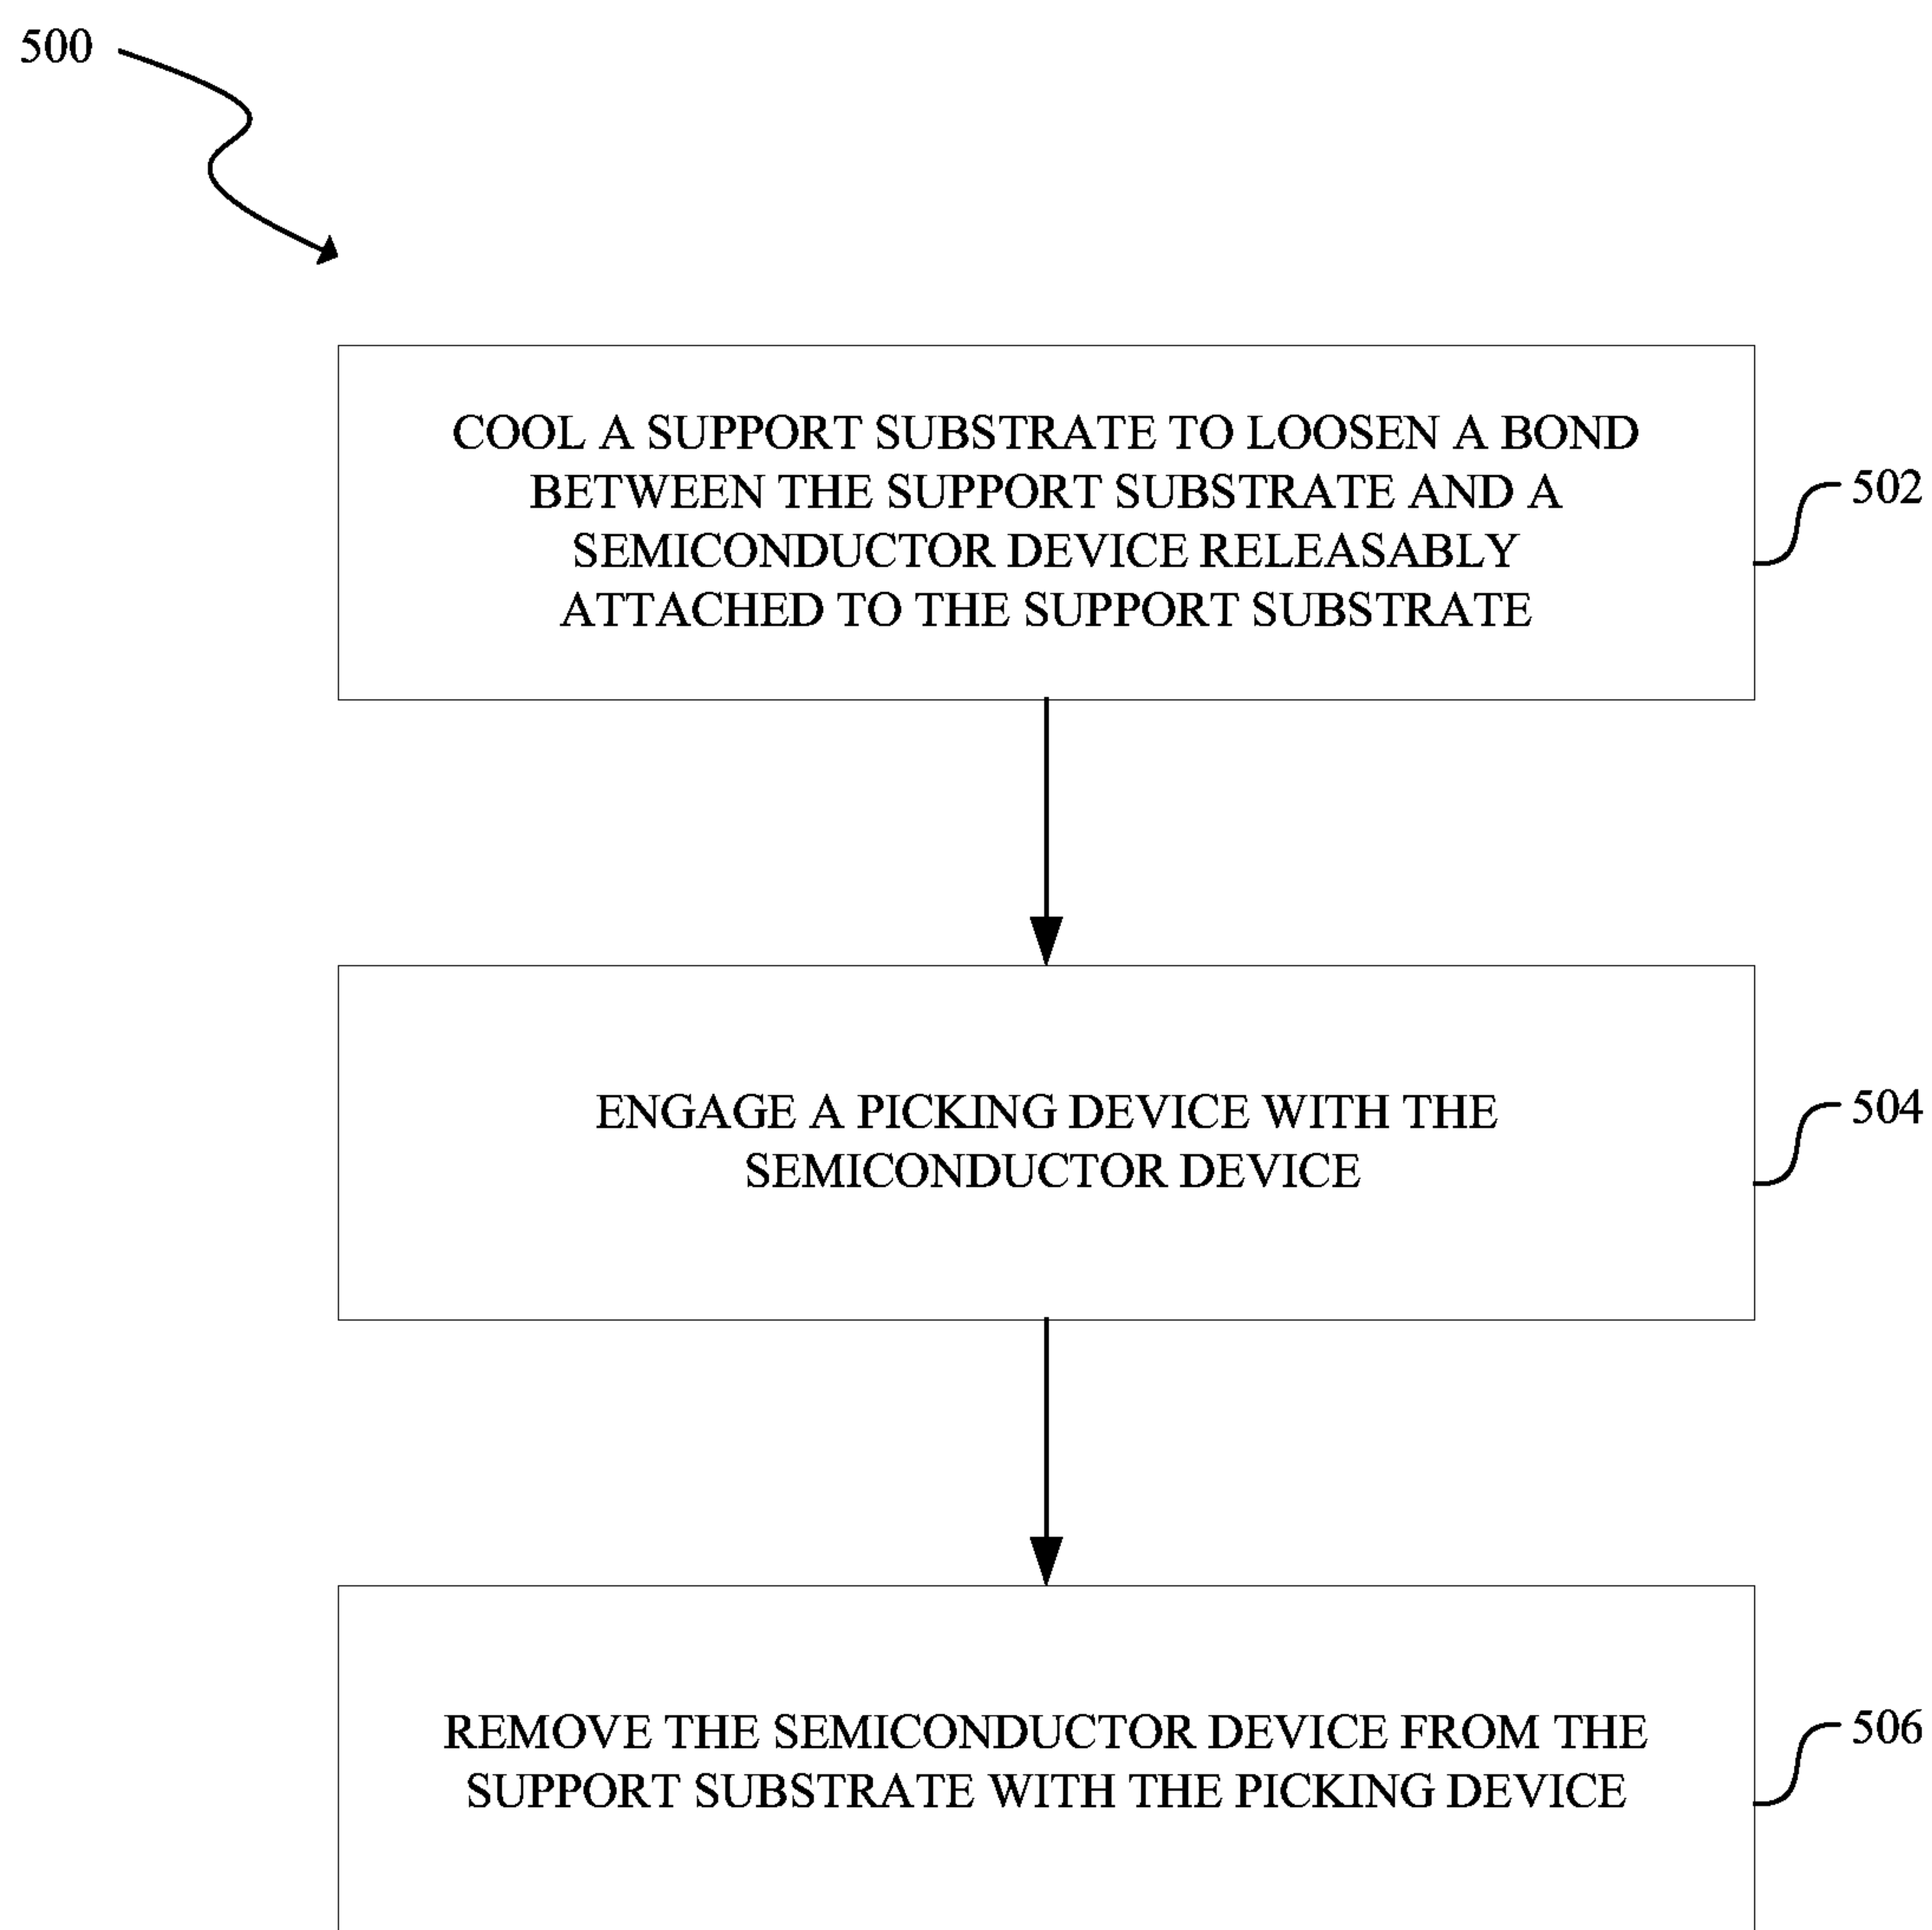 500
COOL A SUPPORT SUBSTRATE TO LOOSEN A BOND
BETWEEN THE SUPPORT SUBSTRATE AND A
SEMICONDUCTOR DEVICE RELEASABLY
ATTACHED TO THE SUPPORT SUBSTRATE
502
ENGAGE A PICKING DEVICE WITH THE
SEMICONDUCTOR DEVICE
504
REMOVE THE SEMICONDUCTOR DEVICE FROM THE
SUPPORT SUBSTRATE WITH THE PICKING DEVICE
506